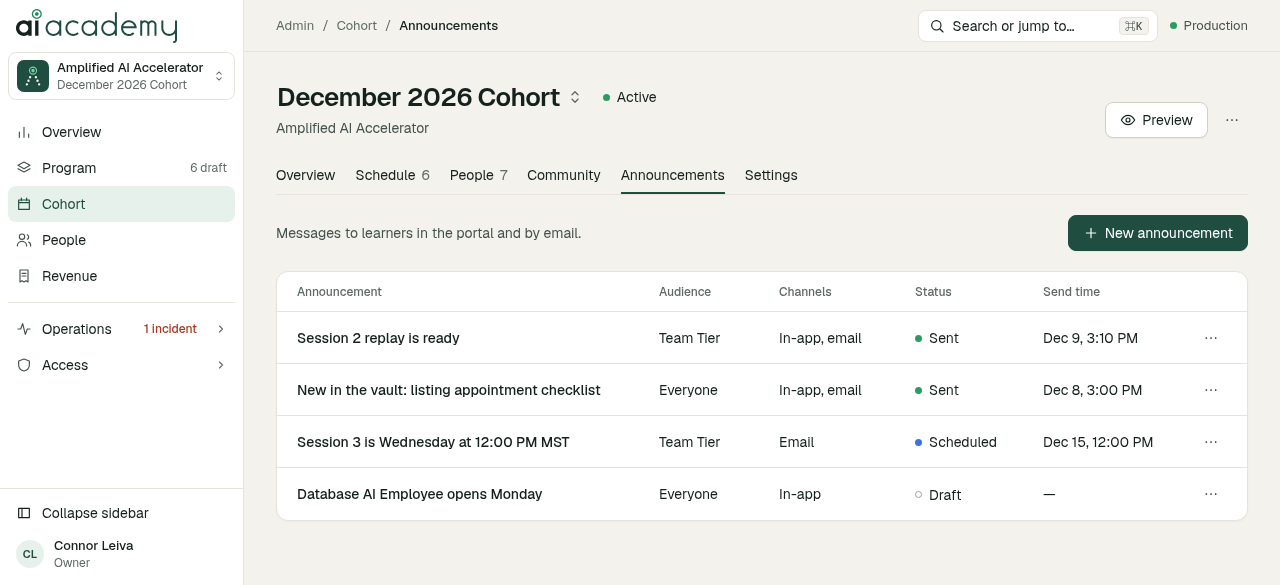 ai academy
Amplified AI Accelerator
December 2026 Cohort
Overview
Program 6 draft
Cohort
People
Revenue
Operations 1 incident
Access
Collapse sidebar
CL
Connor Leiva
Owner
Admin / Cohort / Announcements
Search or jump to… ⌘K
Production
December 2026 Cohort
Active
Amplified AI Accelerator
Preview
Overview Schedule 6 People 7 Community Announcements Settings
Messages to learners in the portal and by email.
New announcement
Announcement Audience Channels Status Send time
Session 2 replay is ready Team Tier In-app, email Sent Dec 9, 3:10 PM
New in the vault: listing appointment checklist Everyone In-app, email Sent Dec 8, 3:00 PM
Session 3 is Wednesday at 12:00 PM MST Team Tier Email Scheduled Dec 15, 12:00 PM
Database AI Employee opens Monday Everyone In-app Draft —